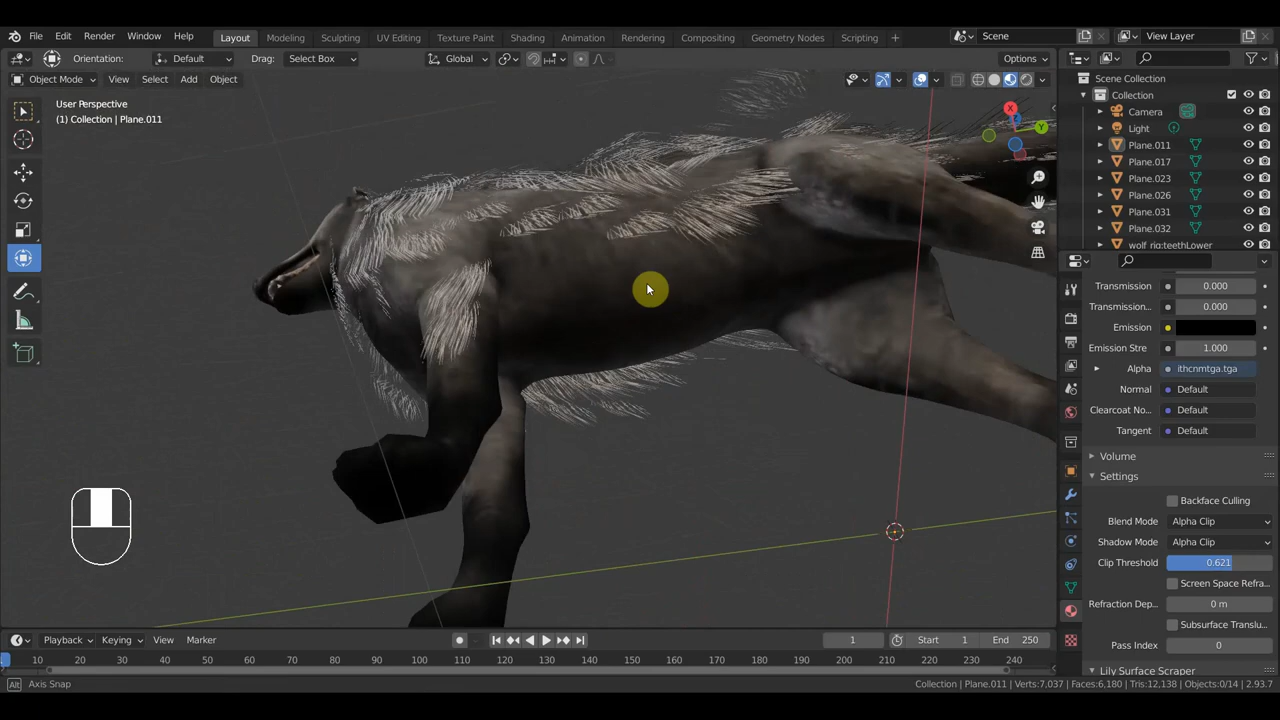 File Edit Render Window Help Layout Modeling Sculpting UV Editing Texture Paint Shading Animation Rendering Compositing Geometry Nodes Scripting + Scene View Layer
Orientation: Default Drag: Select Box Global Options
Object Mode View Select Add Object
User Perspective
(1) Collection | Plane.011
X
Y
Scene Collection
Collection
Camera
Light
Plane.011
Plane.017
Plane.023
Plane.026
Plane.031
Plane.032
wolf_rig:teethLower
Transmission 0.000
Transmission... 0.000
Emission
Emission Stre 1.000
Alpha ithcnmtga.tga
Normal Default
Clearcoat No... Default
Tangent Default
Volume
Settings
Backface Culling
Blend Mode Alpha Clip
Shadow Mode Alpha Clip
Clip Threshold 0.621
Screen Space Refra...
Refraction Dep... 0 m
Subsurface Translu...
Pass Index 0
Lily Surface Scraper
Playback Keying View Marker 1 Start 1 End 250
10 20 30 40 50 60 70 80 90 100 110 120 130 140 150 160 170 180 190 200 210 220 230 240
Alt Axis Snap Collection | Plane.011 | Verts:7,037 | Faces:6,180 | Tris:12,138 | Objects:0/14 | 2.93.7